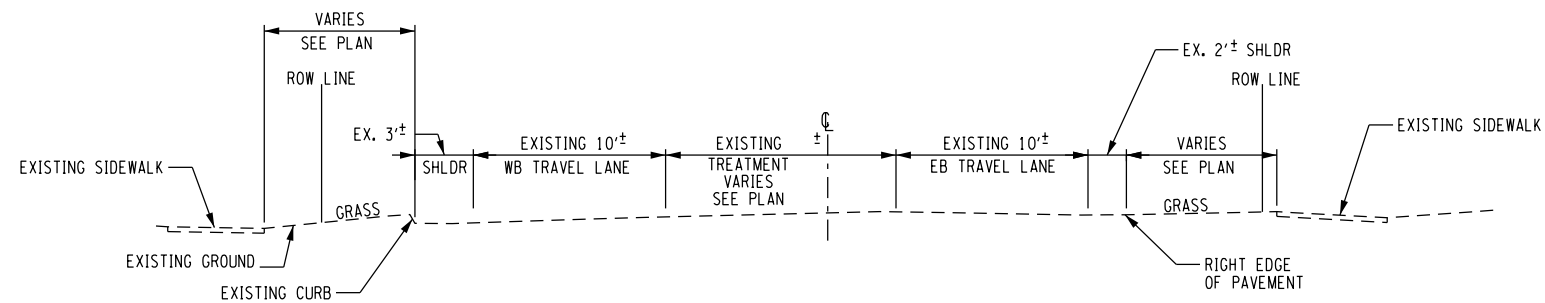 VARIES
SEE PLAN
ROW LINE
EX. 3'±
SHLDR
EXISTING 10'±
WB TRAVEL LANE
EXISTING ±
TREATMENT
VARIES
SEE PLAN
℄
EXISTING 10'±
EB TRAVEL LANE
EX. 2'± SHLDR
ROW LINE
VARIES
SEE PLAN
EXISTING SIDEWALK
EXISTING SIDEWALK
GRASS
GRASS
EXISTING GROUND
EXISTING CURB
RIGHT EDGE
OF PAVEMENT